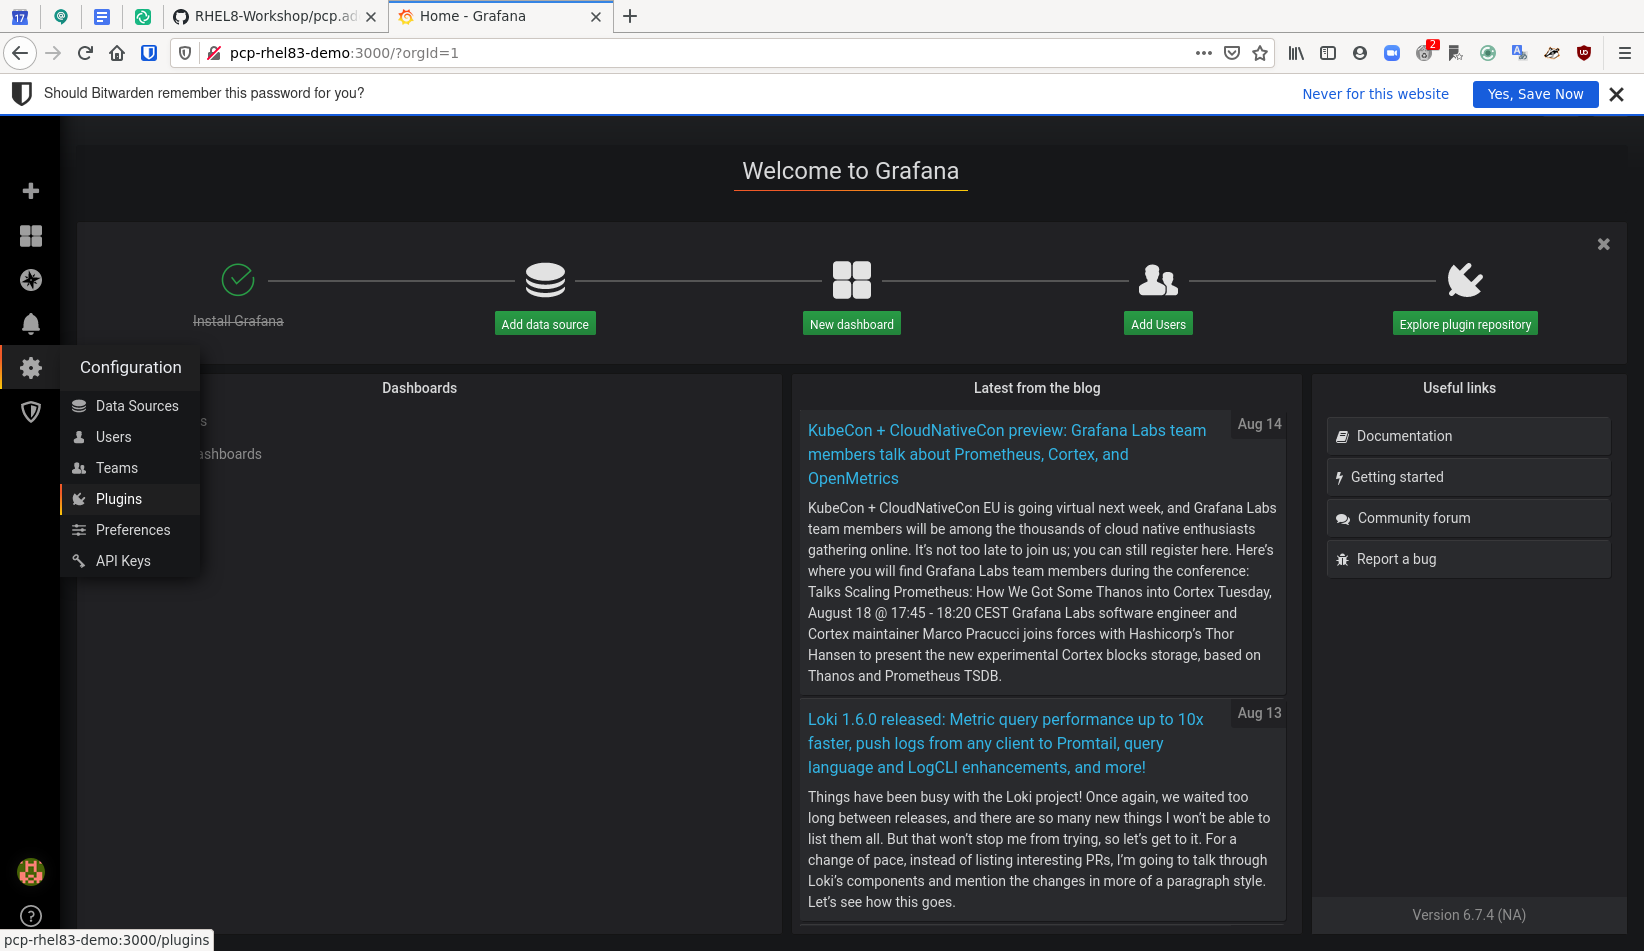 17
RHEL8-Workshop/pcp.ad
Home - Grafana
pcp-rhel83-demo:3000/?orgId=1
2
Should Bitwarden remember this password for you?
Never for this website
Yes, Save Now
Welcome to Grafana
Install Grafana
Add data source
New dashboard
Add Users
Explore plugin repository
Configuration
Data Sources
Users
Teams
Plugins
Preferences
API Keys
Dashboards
s
ashboards
Latest from the blog
KubeCon + CloudNativeCon preview: Grafana Labs team
members talk about Prometheus, Cortex, and
OpenMetrics
Aug 14
KubeCon + CloudNativeCon EU is going virtual next week, and Grafana Labs
team members will be among the thousands of cloud native enthusiasts
gathering online. It’s not too late to join us; you can still register here. Here’s
where you will find Grafana Labs team members during the conference:
Talks Scaling Prometheus: How We Got Some Thanos into Cortex Tuesday,
August 18 @ 17:45 - 18:20 CEST Grafana Labs software engineer and
Cortex maintainer Marco Pracucci joins forces with Hashicorp’s Thor
Hansen to present the new experimental Cortex blocks storage, based on
Thanos and Prometheus TSDB.
Loki 1.6.0 released: Metric query performance up to 10x
faster, push logs from any client to Promtail, query
language and LogCLI enhancements, and more!
Aug 13
Things have been busy with the Loki project! Once again, we waited too
long between releases, and there are so many new things I won’t be able to
list them all. But that won’t stop me from trying, so let’s get to it. For a
change of pace, instead of listing interesting PRs, I’m going to talk through
Loki’s components and mention the changes in more of a paragraph style.
Let’s see how this goes.
Useful links
Documentation
Getting started
Community forum
Report a bug
Version 6.7.4 (NA)
pcp-rhel83-demo:3000/plugins